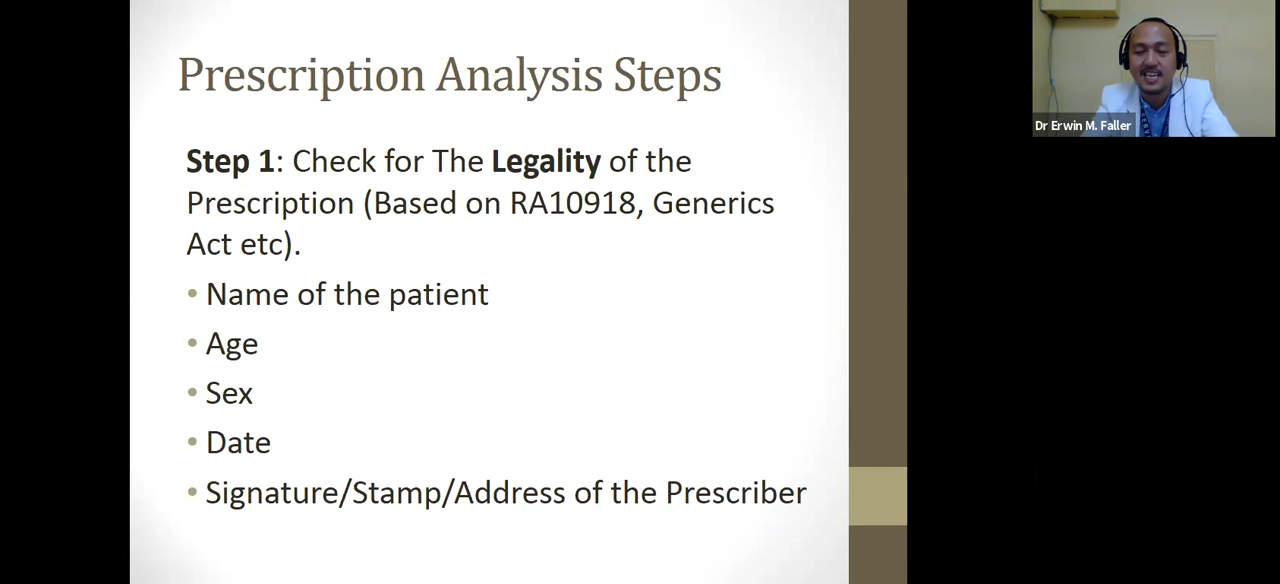 Prescription Analysis Steps
Step 1: Check for The Legality of the
Prescription (Based on RA10918, Generics
Act etc).
• Name of the patient
• Age
• Sex
• Date
• Signature/Stamp/Address of the Prescriber
Dr Erwin M. Faller